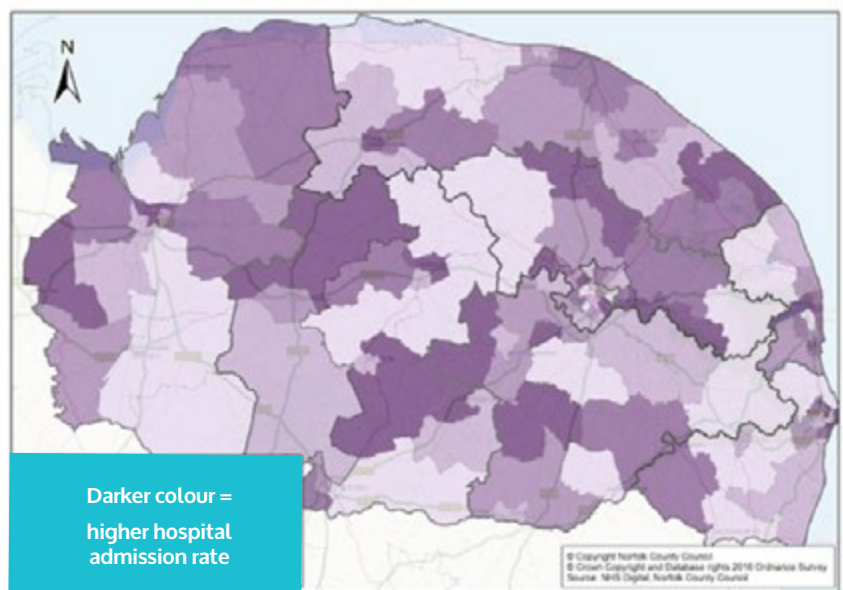 N
Darker colour =
higher hospital
admission rate
© Copyright Norfolk County Council
© Crown Copyright and Database rights 2016 Ordnance Survey
Source: NHS Digital, Norfolk County Council